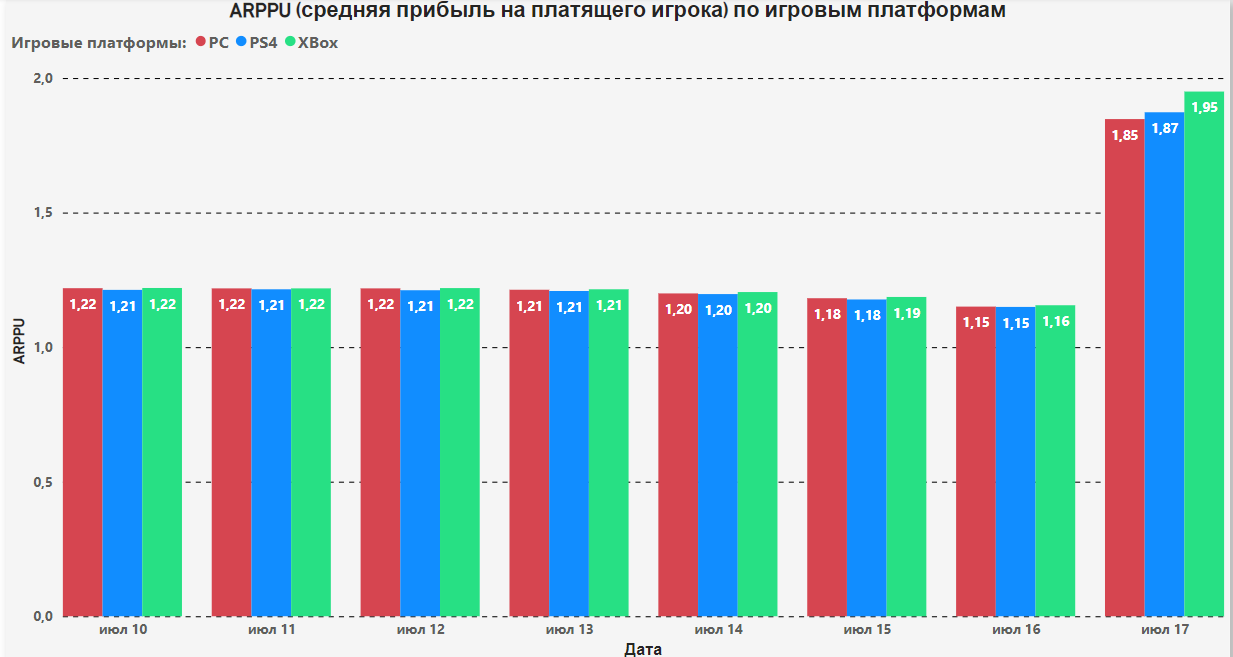 ARPPU (средняя прибыль на платящего игрока) по игровым платформам
Игровые платформы: PC PS4 XBox
2,0
1,5
1,0
0,5
0,0
ARPPU
1,22 1,21 1,22
1,22 1,21 1,22
1,22 1,21 1,22
1,21 1,21 1,21
1,20 1,20 1,20
1,18 1,18 1,19
1,15 1,15 1,16
1,85 1,87 1,95
июл 10 июл 11 июл 12 июл 13 июл 14 июл 15 июл 16 июл 17
Дата